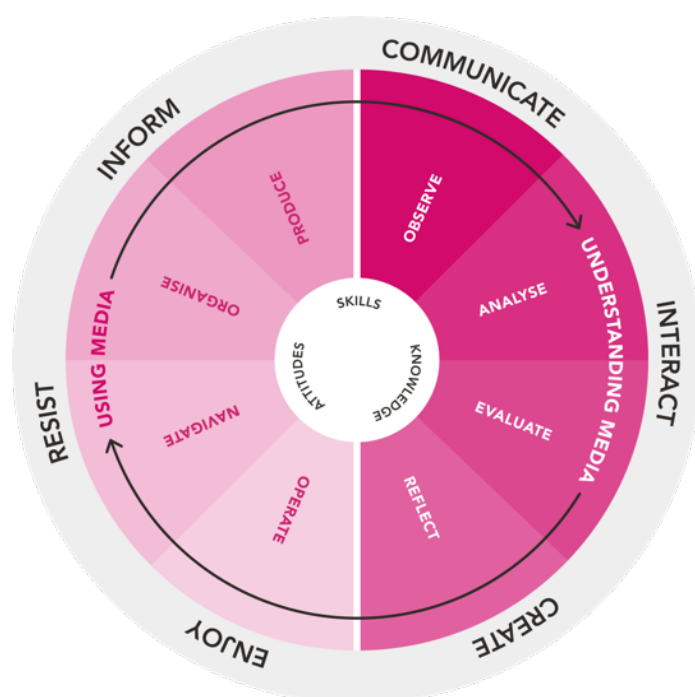 COMMUNICATE
INTERACT
CREATE
ENJOY
RESIST
INFORM
UNDERSTANDING MEDIA
USING MEDIA
OBSERVE
ANALYSE
EVALUATE
REFLECT
OPERATE
NAVIGATE
ORGANISE
PRODUCE
SKILLS
KNOWLEDGE
ATTITUDES